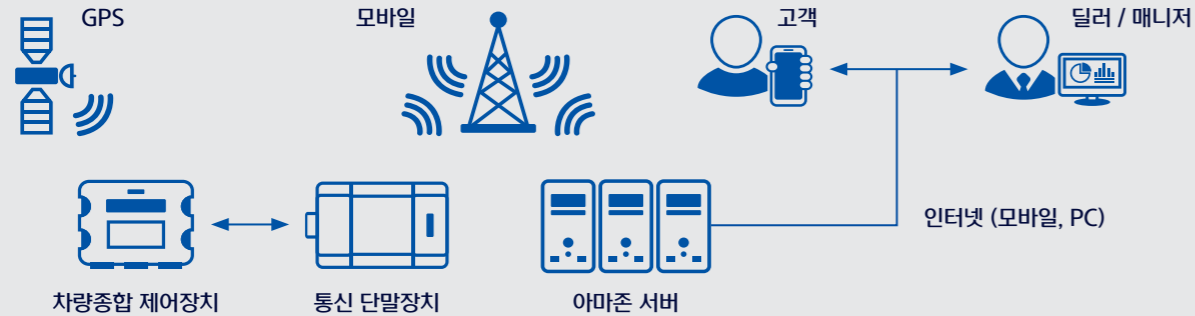 GPS
모바일
고객
딜러 / 매니저
인터넷 (모바일, PC)
차량종합 제어장치
통신 단말장치
아마존 서버